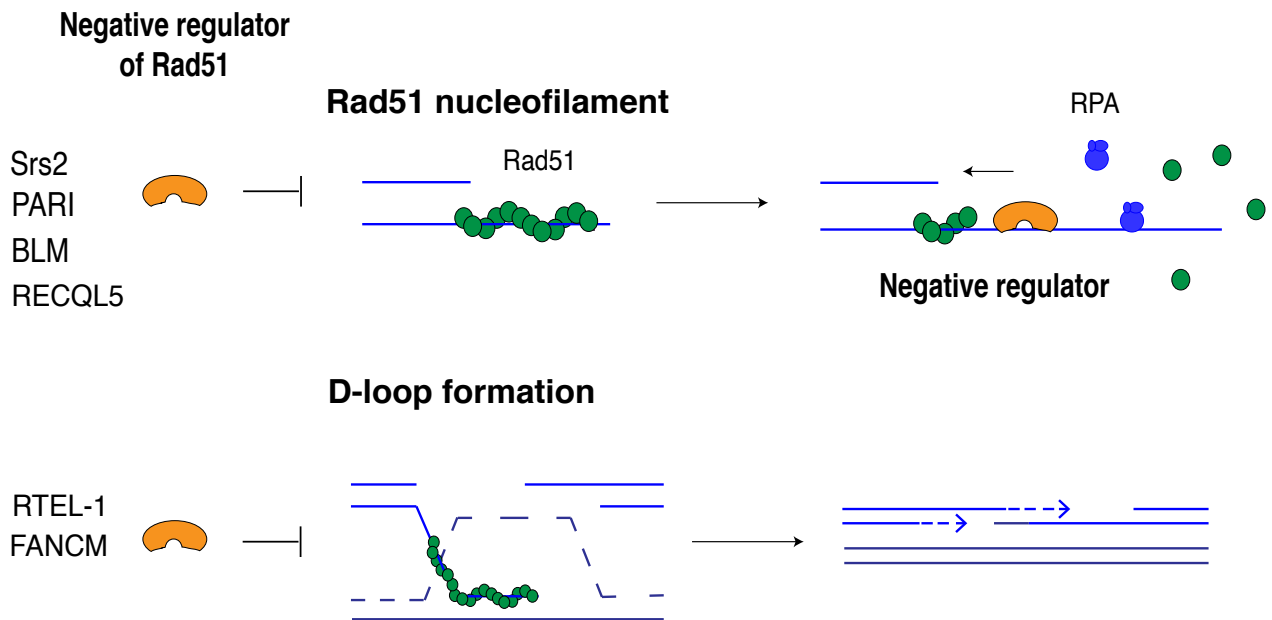 Negative regulator
of Rad51
Rad51 nucleofilament
RPA
Rad51
Srs2
PARI
BLM
RECQL5
Negative regulator
D-loop formation
RTEL-1
FANCM